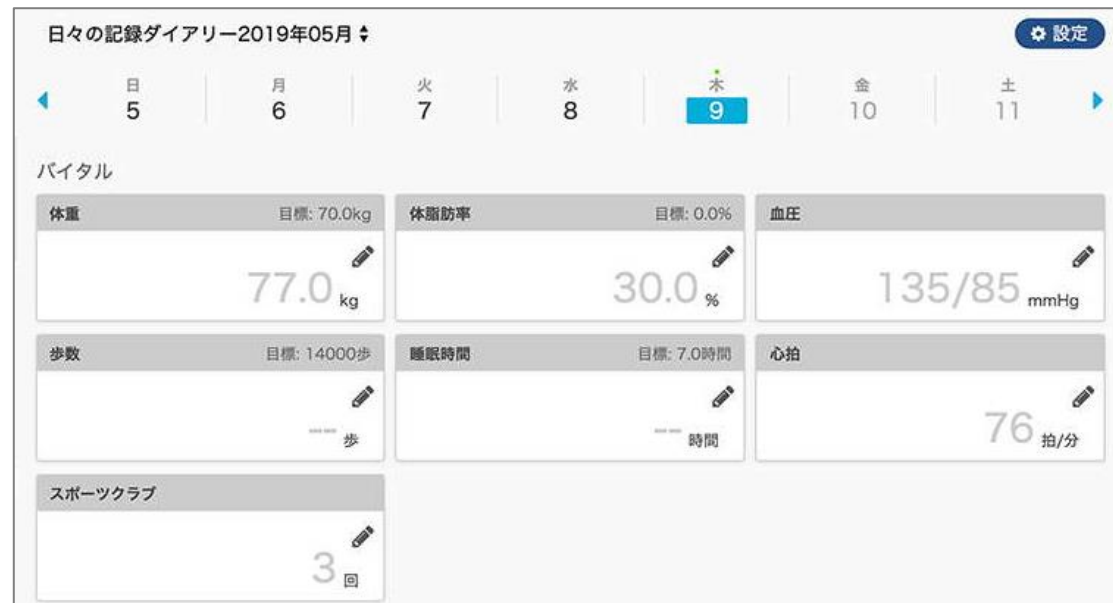 日々の記録ダイアリー2019年05月
設定
日 月 火 水 木 金 土
5 6 7 8 9 10 11
バイタル
体重 目標: 70.0kg
77.0 kg
体脂肪率 目標: 0.0%
30.0 %
血圧
135/85 mmHg
歩数 目標: 14000歩
-- 歩
睡眠時間 目標: 7.0時間
-- 時間
心拍
76 拍/分
スポーツクラブ
3 回